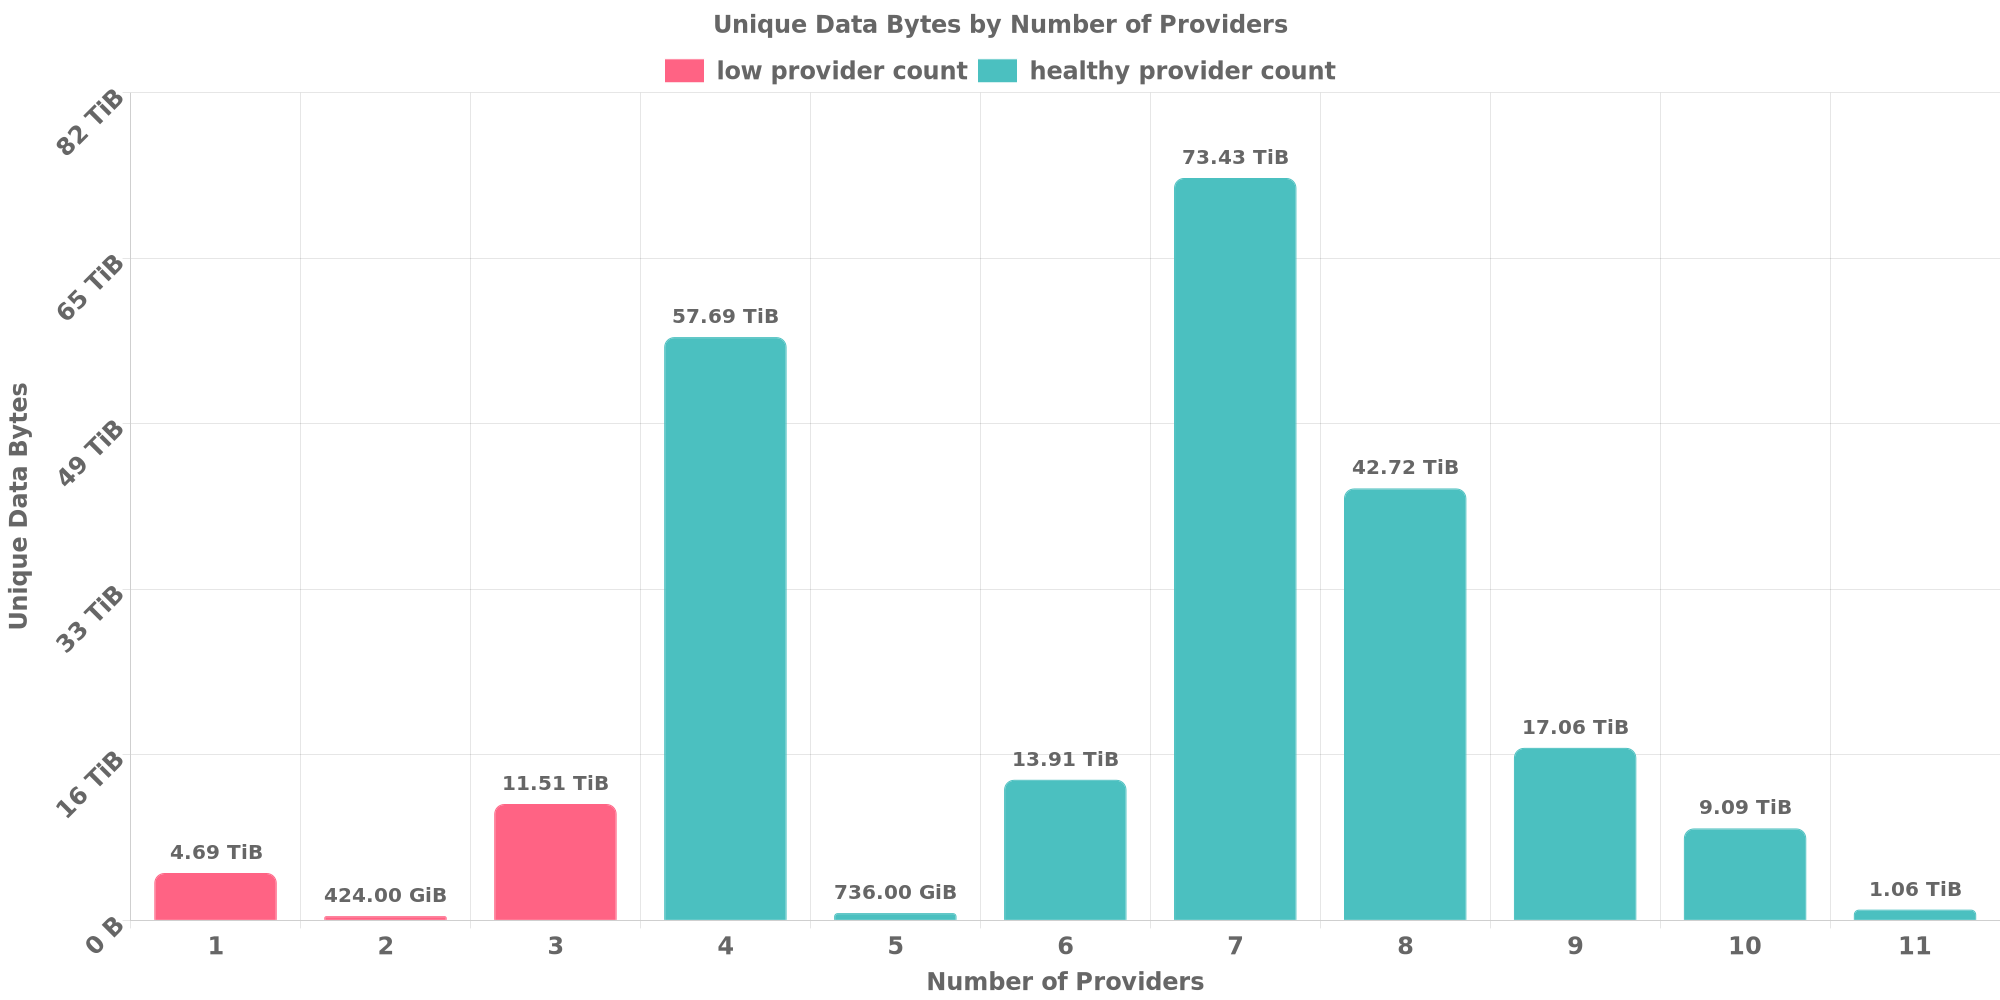 Unique Data Bytes by Number of Providers
low provider count healthy provider count
82 TiB
65 TiB
49 TiB
33 TiB
16 TiB
0 B
Unique Data Bytes
4.69 TiB
424.00 GiB
11.51 TiB
57.69 TiB
736.00 GiB
13.91 TiB
73.43 TiB
42.72 TiB
17.06 TiB
9.09 TiB
1.06 TiB
1 2 3 4 5 6 7 8 9 10 11
Number of Providers